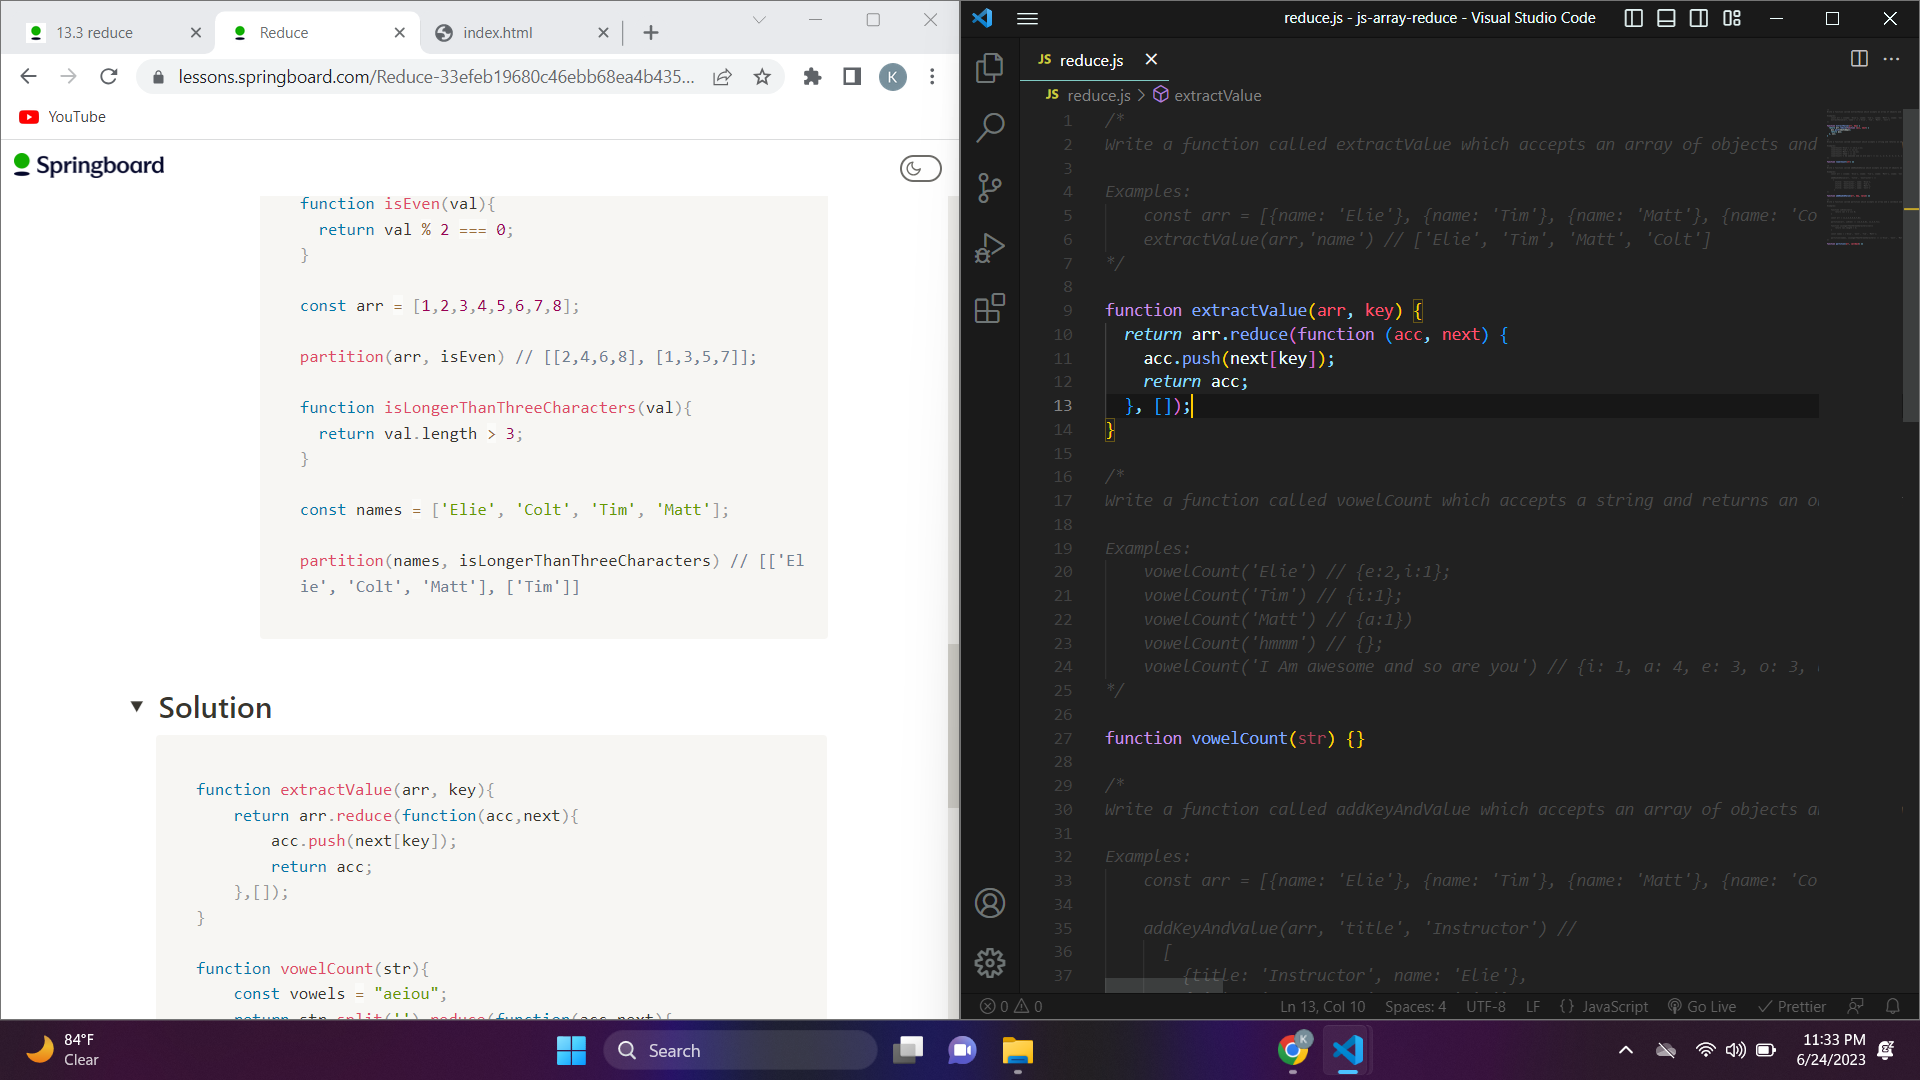 13.3 reduce
Reduce
index.html
lessons.springboard.com/Reduce-33efeb19680c46ebb68ea4b435...
K
YouTube
Springboard
function isEven(val){
return val % 2 === 0;
}
const arr = [1,2,3,4,5,6,7,8];
partition(arr, isEven) // [[2,4,6,8], [1,3,5,7]];
function isLongerThanThreeCharacters(val){
return val.length > 3;
}
const names = ['Elie', 'Colt', 'Tim', 'Matt'];
partition(names, isLongerThanThreeCharacters) // [['El
ie', 'Colt', 'Matt'], ['Tim']]
Solution
function extractValue(arr, key){
return arr.reduce(function(acc,next){
acc.push(next[key]);
return acc;
},[]);
}
function vowelCount(str){
const vowels = "aeiou";
return str.split('').reduce(function(acc,next){
reduce.js - js-array-reduce - Visual Studio Code
JS reduce.js
JS reduce.js > extractValue
1 /*
2 Write a function called extractValue which accepts an array of objects and
3
4 Examples:
5 const arr = [{name: 'Elie'}, {name: 'Tim'}, {name: 'Matt'}, {name: 'Co
6 extractValue(arr,'name') // ['Elie', 'Tim', 'Matt', 'Colt']
7 */
8
9 function extractValue(arr, key) {
10 return arr.reduce(function (acc, next) {
11 acc.push(next[key]);
12 return acc;
13 }, []);
14 }
15
16 /*
17 Write a function called vowelCount which accepts a string and returns an o
18
19 Examples:
20 vowelCount('Elie') // {e:2,i:1};
21 vowelCount('Tim') // {i:1};
22 vowelCount('Matt') // {a:1})
23 vowelCount('hmmm') // {};
24 vowelCount('I Am awesome and so are you') // {i: 1, a: 4, e: 3, o: 3,
25 */
26
27 function vowelCount(str) {}
28
29 /*
30 Write a function called addKeyAndValue which accepts an array of objects a
31
32 Examples:
33 const arr = [{name: 'Elie'}, {name: 'Tim'}, {name: 'Matt'}, {name: 'Co
34
35 addKeyAndValue(arr, 'title', 'Instructor') //
36 [
37 {title: 'Instructor', name: 'Elie'},
0 0
Ln 13, Col 10 Spaces: 4 UTF-8 LF {} JavaScript Go Live Prettier
84°F
Clear
Search
K
11:33 PM
6/24/2023